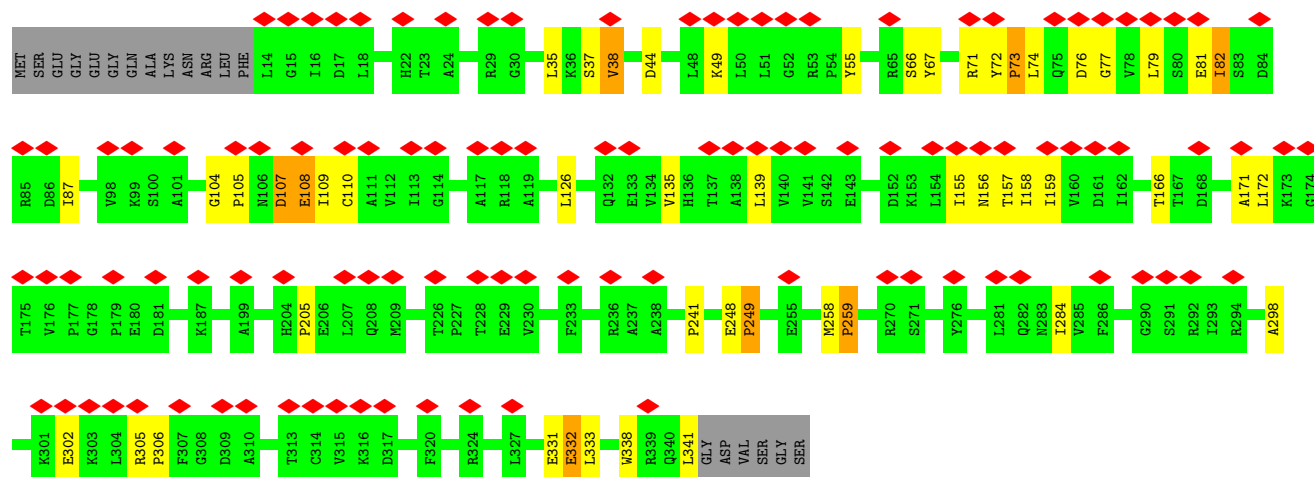 MET SER GLU GLY GLU GLY GLN ALA LYS ASN ARG LEU PHE L14 G15 I16 D17 L18 H22 T23 A24 R29 G30 L35 K36 S37 V38 D44 L48 K49 L50 L51 G52 R53 P54 Y55 R65 S66 Y67 R71 Y72 P73 L74 Q75 D76 G77 V78 L79 S80 E81 I82 S83 D84
R85 D86 I87 V98 K99 S100 A101 G104 P105 N106 D107 E108 I109 C110 A111 V112 I113 G114 A117 R118 A119 L126 Q132 E133 V134 V135 H136 T137 A138 L139 V140 V141 S142 E143 D152 K153 L154 I155 N156 T157 I158 I159 V160 D161 I162 T166 T167 D168 A171 L172 K173 G174
T175 V176 P177 G178 P179 E180 D181 K187 A199 H204 P205 E206 L207 Q208 M209 T226 P227 T228 E229 V230 F233 R236 A237 A238 P241 E248 P249 E255 M258 P259 R270 S271 Y276 L281 Q282 N283 I284 V285 F286 G290 S291 R292 I293 R294 A298
K301 E302 K303 L304 R305 P306 F307 G308 D309 A310 T313 C314 V315 K316 D317 F320 R324 L327 E331 E332 L333 W338 R339 Q340 L341 GLY ASP VAL SER GLY SER